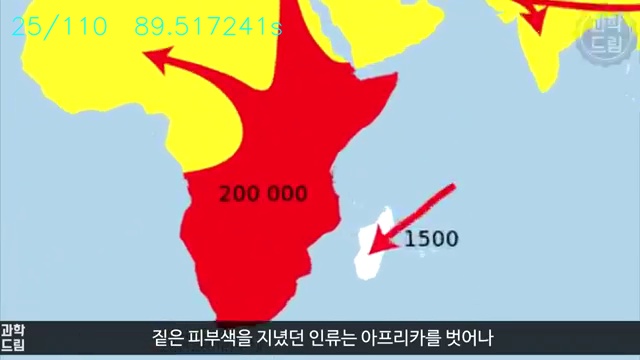 25/110 89.517241s
과학
드림
200 000
1500
과학
드림
짙은 피부색을 지녔던 인류는 아프리카를 벗어나